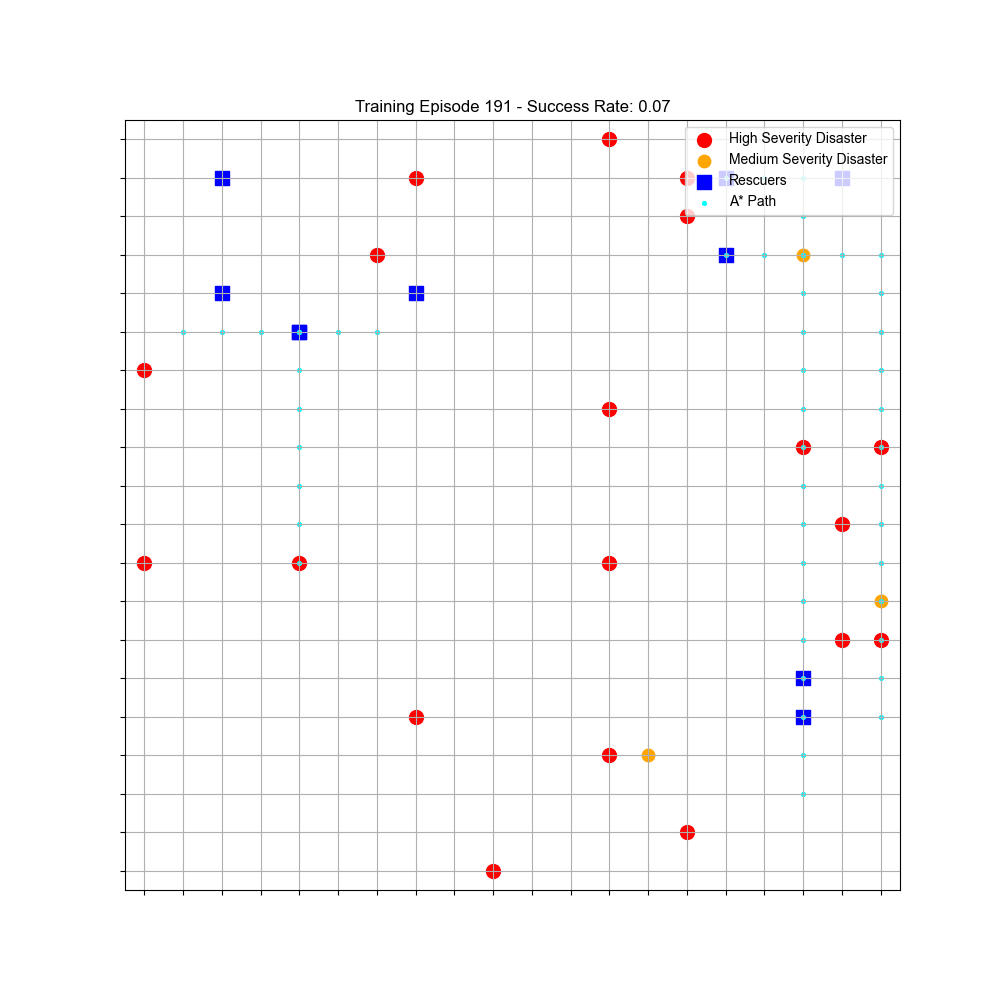 Training Episode 191 - Success Rate: 0.07
High Severity Disaster
Medium Severity Disaster
Rescuers
A* Path